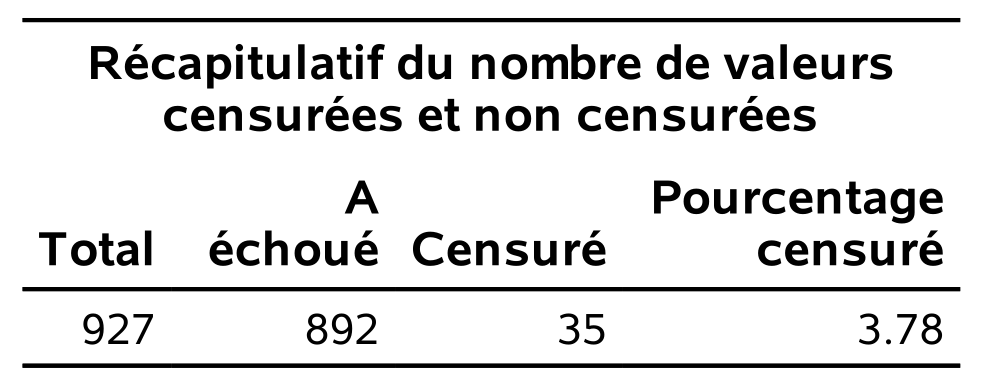 Récapitulatif du nombre de valeurs
censurées et non censurées
A Pourcentage
Total échoué Censuré censuré
927 892 35 3.78